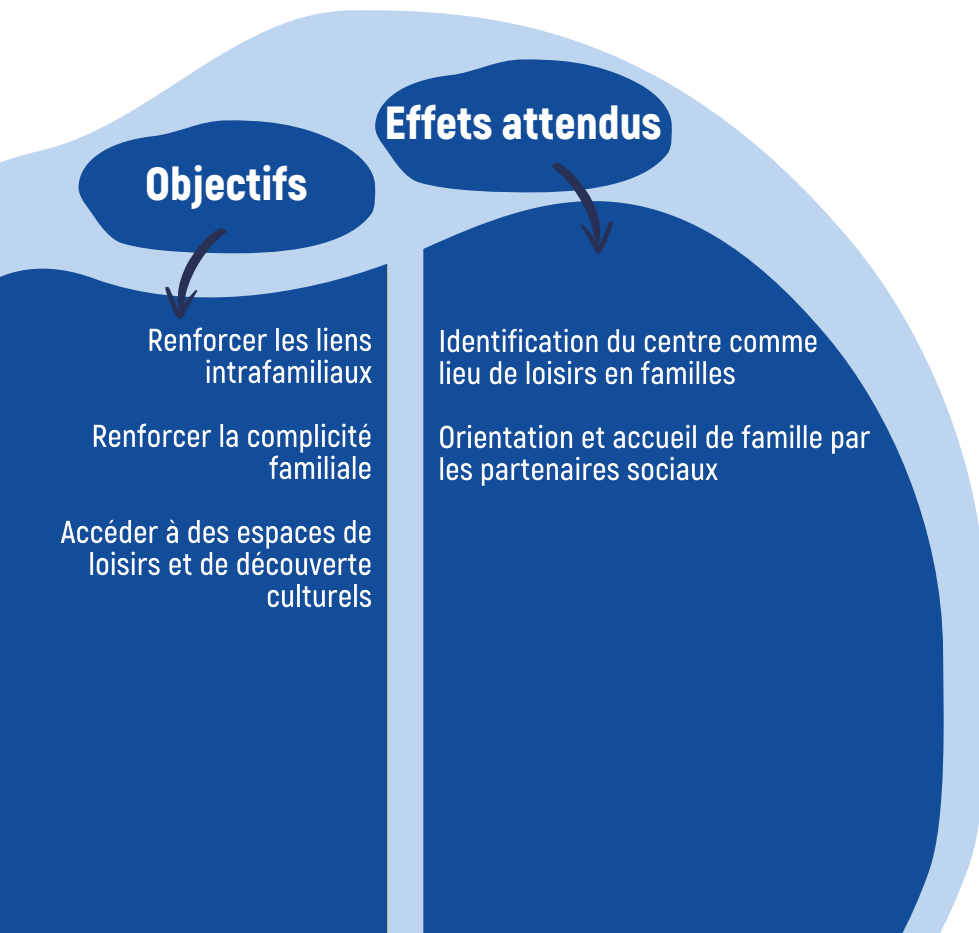 Objectifs
Renforcer les liens
intrafamiliaux
Renforcer la complicité
familiale
Accéder à des espaces de
loisirs et de découverte
culturels
Effets attendus
Identification du centre comme
lieu de loisirs en familles
Orientation et accueil de famille par
les partenaires sociaux